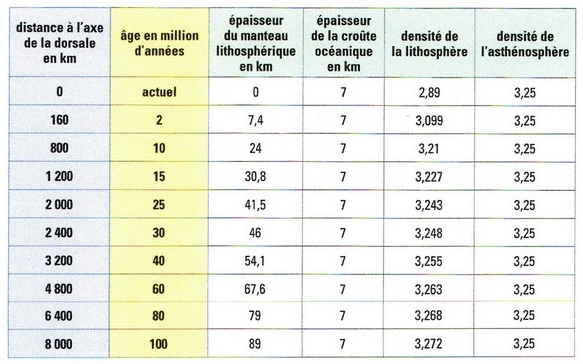 distance à l'axe de la dorsale en km | âge en million d'années | épaisseur du manteau lithosphérique en km | épaisseur de la croûte océanique en km | densité de la lithosphère | densité de l'asthénosphère
0 | actuel | 0 | 7 | 2,89 | 3,25
160 | 2 | 7,4 | 7 | 3,099 | 3,25
800 | 10 | 24 | 7 | 3,21 | 3,25
1 200 | 15 | 30,8 | 7 | 3,227 | 3,25
2 000 | 25 | 41,5 | 7 | 3,243 | 3,25
2 400 | 30 | 46 | 7 | 3,248 | 3,25
3 200 | 40 | 54,1 | 7 | 3,255 | 3,25
4 800 | 60 | 67,6 | 7 | 3,263 | 3,25
6 400 | 80 | 79 | 7 | 3,268 | 3,25
8 000 | 100 | 89 | 7 | 3,272 | 3,25